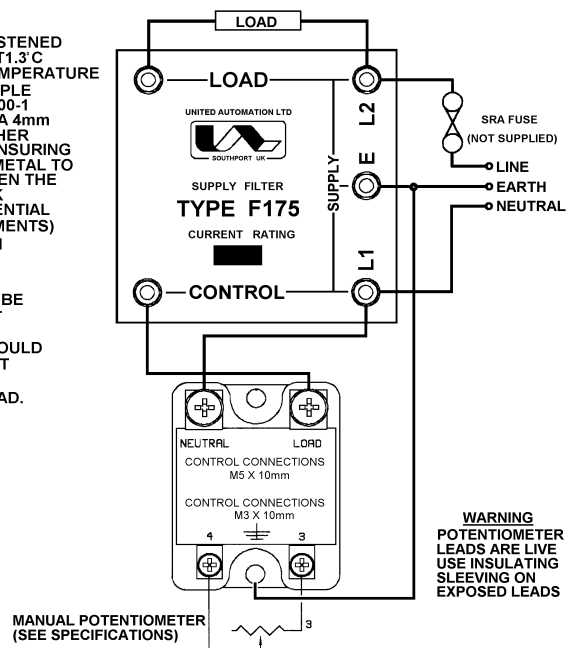 LOAD
STENED
T1.3°C
MPERATURE
PLE
00-1
A 4mm
HER
NSURING
METAL TO
EN THE
K
ENTIAL
MENTS)
BE
T
OULD
T
AD.
LOAD
L2
UNITED AUTOMATION LTD
SOUTHPORT UK
SUPPLY FILTER
TYPE F175
CURRENT RATING
SUPPLY
E
L1
CONTROL
SRA FUSE
(NOT SUPPLIED)
LINE
EARTH
NEUTRAL
NEUTRAL LOAD
CONTROL CONNECTIONS
M5 X 10mm
CONTROL CONNECTIONS
M3 X 10mm
4 3
WARNING
POTENTIOMETER
LEADS ARE LIVE
USE INSULATING
SLEEVING ON
EXPOSED LEADS
MANUAL POTENTIOMETER
(SEE SPECIFICATIONS)
3